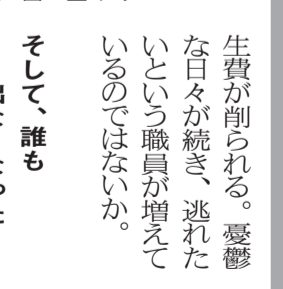 生費が削られる。憂鬱
な日々が続き、逃れた
いという職員が増えて
いるのではないか。
そして、誰も